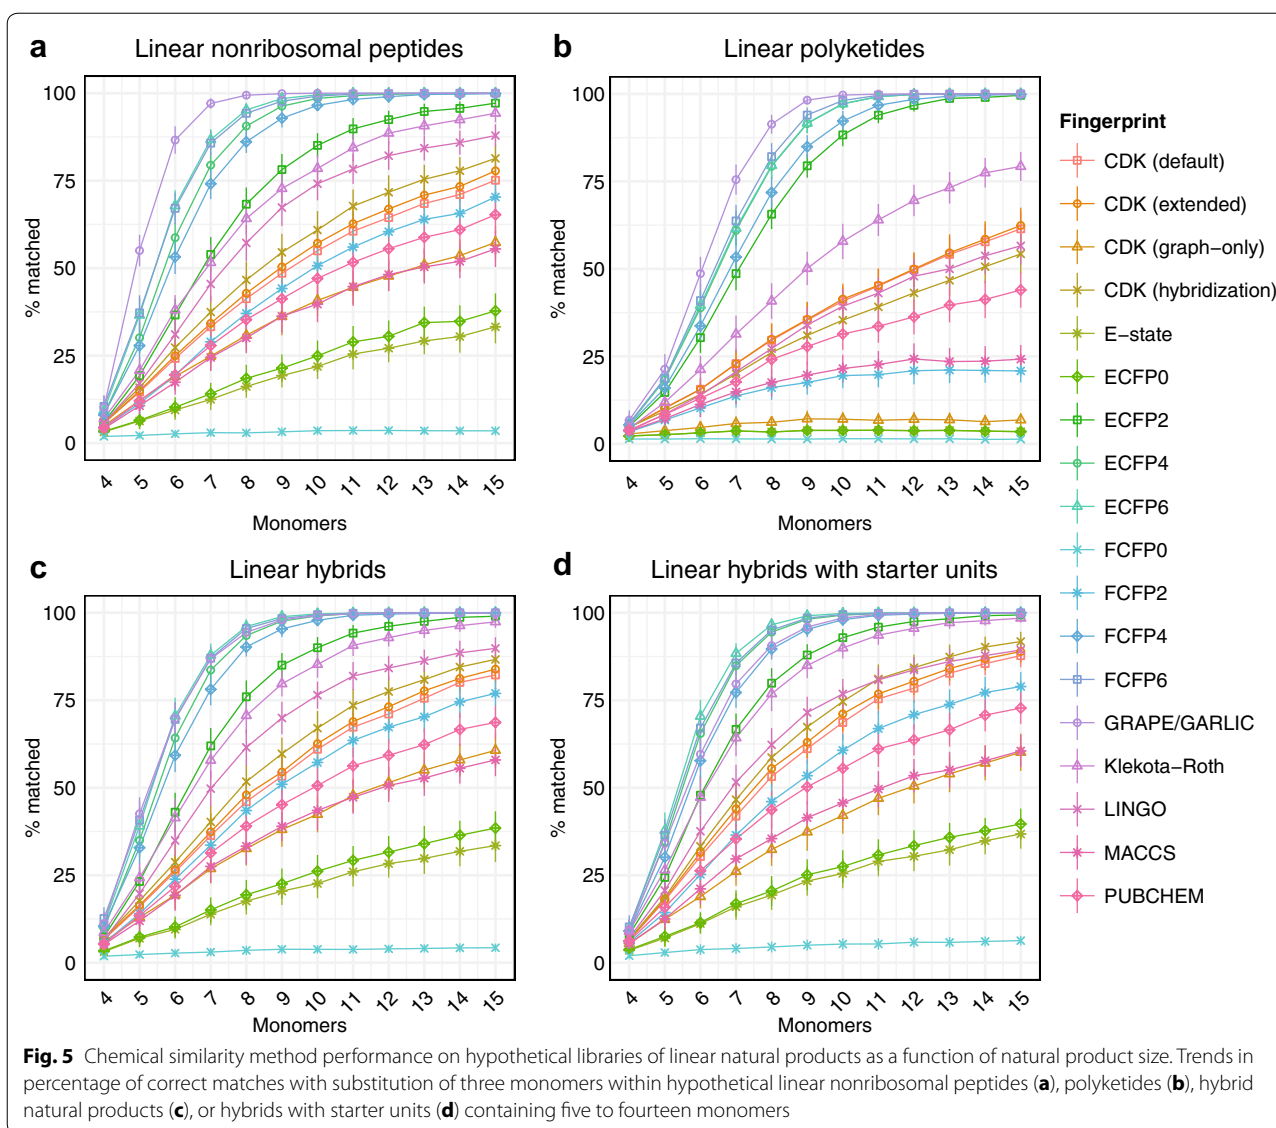 a Linear nonribosomal peptides
100
75
50
25
0
% matched
4 5 6 7 8 9 10 11 12 13 14 15
Monomers
b Linear polyketides
100
75
50
25
0
% matched
4 5 6 7 8 9 10 11 12 13 14 15
Monomers
c Linear hybrids
100
75
50
25
0
% matched
4 5 6 7 8 9 10 11 12 13 14 15
Monomers
d Linear hybrids with starter units
100
75
50
25
0
% matched
4 5 6 7 8 9 10 11 12 13 14 15
Monomers
Fingerprint
CDK (default)
CDK (extended)
CDK (graph−only)
CDK (hybridization)
E−state
ECFP0
ECFP2
ECFP4
ECFP6
FCFP0
FCFP2
FCFP4
FCFP6
GRAPE/GARLIC
Klekota−Roth
LINGO
MACCS
PUBCHEM
Fig. 5 Chemical similarity method performance on hypothetical libraries of linear natural products as a function of natural product size. Trends in
percentage of correct matches with substitution of three monomers within hypothetical linear nonribosomal peptides (a), polyketides (b), hybrid
natural products (c), or hybrids with starter units (d) containing five to fourteen monomers